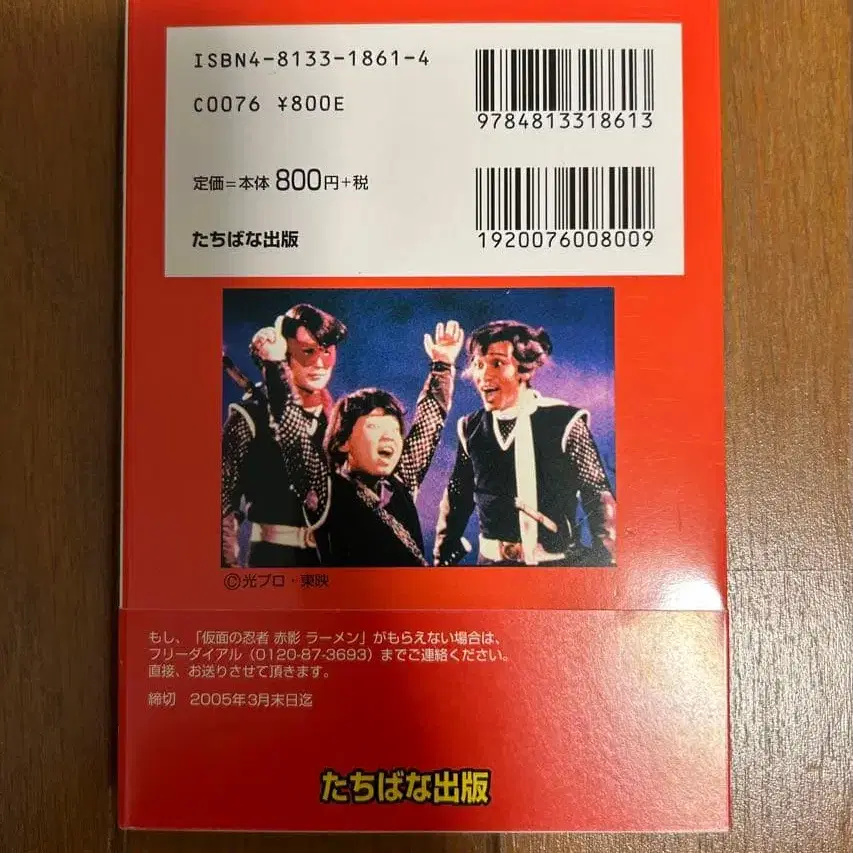 ISBN4-8133-1861-4
C0076 ¥800E
9784813318613
定価=本体 800円+税
たちばな出版
1920076008009
©光プロ・東映
もし、「仮面の忍者 赤影 ラーメン」がもらえない場合は、
フリーダイアル（0120-87-3693）までご連絡ください。
直接、お送りさせて頂きます。
締切 2005年3月末日迄
たちばな出版